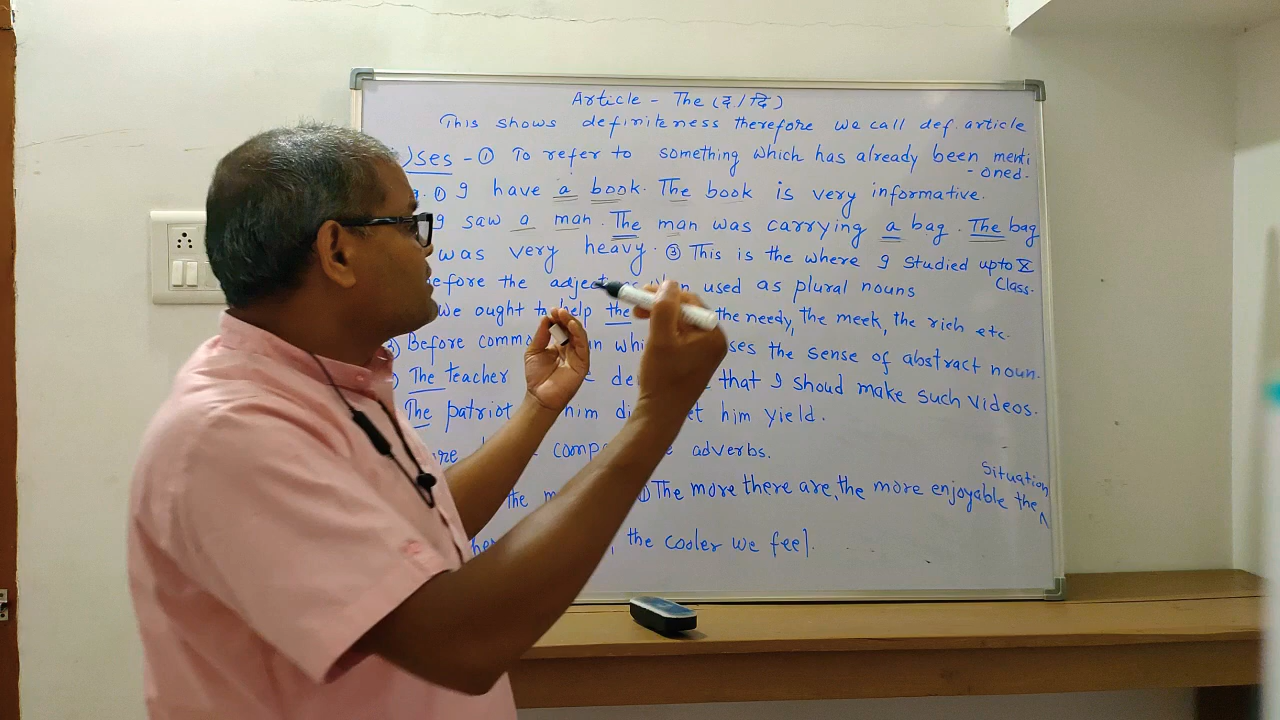 Article - The (द / दि)
This shows definiteness therefore we call def. article
ses - ① To refer to something which has already been menti
- oned.
① I have a book. The book is very informative.
I saw a man. The man was carrying a bag. The bag
was very heavy. ③ This is the where I studied upto X
Class.
efore the adject used as plural nouns
we ought to help the the needy, the meek, the rich etc.
3) Before comm whi ses the sense of abstract noun.
The teacher de that I shoud make such videos.
The patriot him di et him yield.
comp adverbs.
Situation
the m ① The more there are, the more enjoyable the ^
, the cooler we feel.